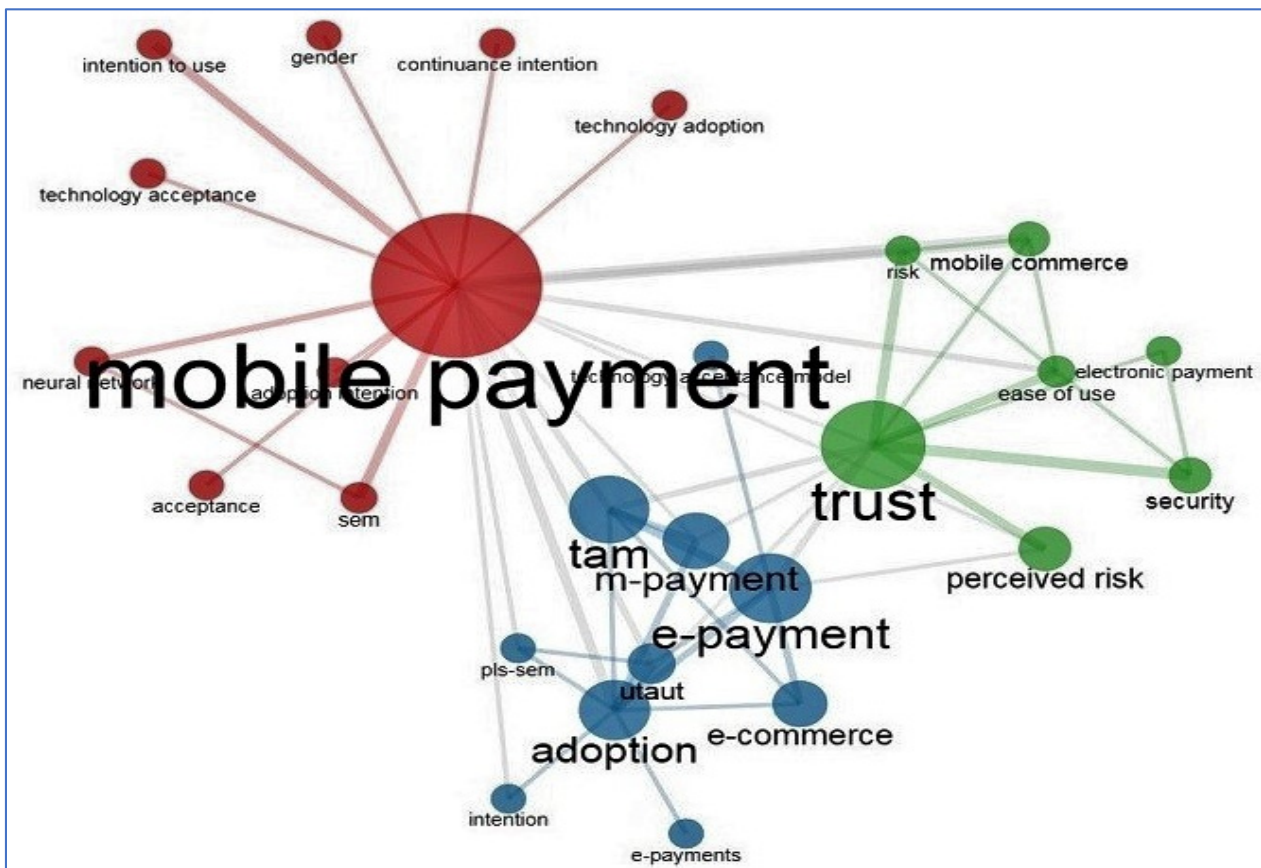 gender
intention to use
continuance intention
technology adoption
technology acceptance
risk
mobile commerce
mobile payment
neural network
adoption intention
technology acceptance model
electronic payment
ease of use
acceptance
sem
trust
security
tam
m-payment
perceived risk
e-payment
pls-sem
utaut
adoption
e-commerce
intention
e-payments